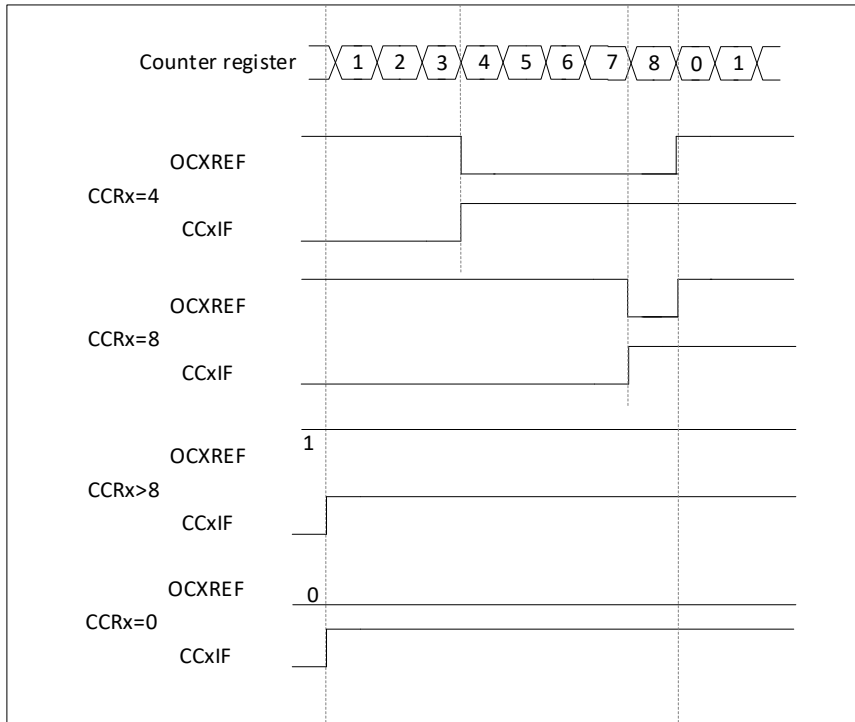 Counter register 1 2 3 4 5 6 7 8 0 1
OCXREF
CCRx=4
CCxIF
OCXREF
CCRx=8
CCxIF
1
OCXREF
CCRx>8
CCxIF
OCXREF 0
CCRx=0
CCxIF